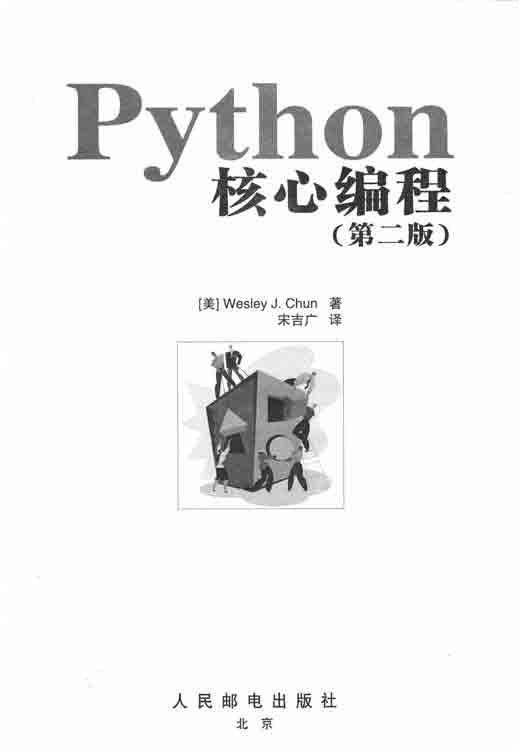 Python
核心编程
（第二版）
[美] Wesley J. Chun 著
宋吉广 译
人民邮电出版社
北京